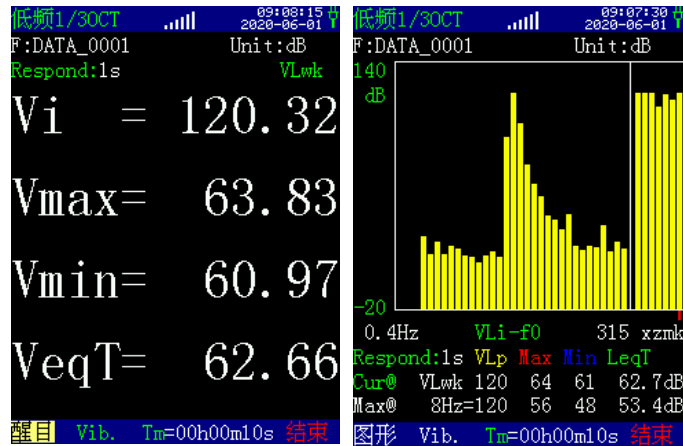 低频1/3OCT 09:08:15
2020-06-01
F:DATA_0001 Unit:dB
Respond:1s VLwk
Vi = 120.32
Vmax= 63.83
Vmin= 60.97
VeqT= 62.66
醒目 Vib. Tm=00h00m10s 结束
低频1/3OCT 09:07:30
2020-06-01
F:DATA_0001 Unit:dB
140
dB
-20
0.4Hz VLi-f0 315 xzmk
Respond:1s VLp Max Min LeqT
Cur@ VLwk 120 64 61 62.7dB
Max@ 8Hz=120 56 48 53.4dB
图形 Vib. Tm=00h00m10s 结束